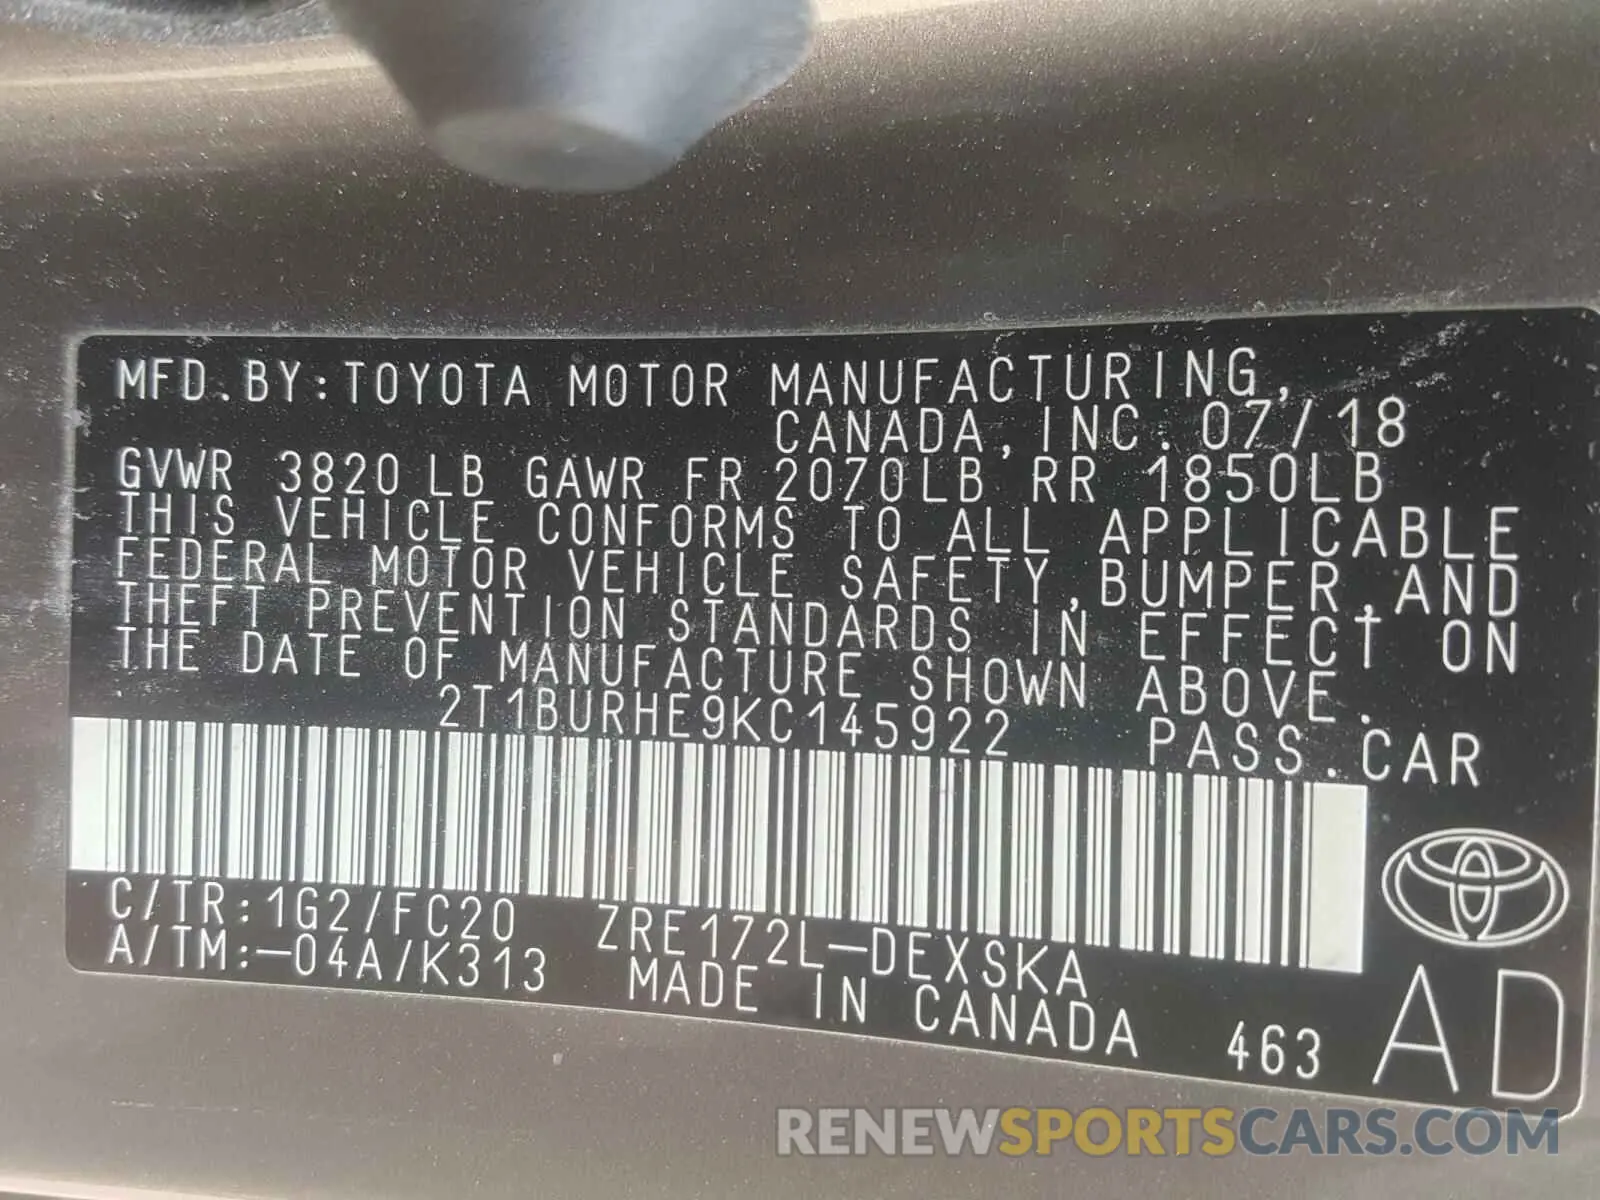 MFD.BY:TOYOTA MOTOR MANUFACTURING,
CANADA,INC. 07/18
GVWR 3820LB GAWR FR 2070LB RR 1850LB
THIS VEHICLE CONFORMS TO ALL APPLICABLE
FEDERAL MOTOR VEHICLE SAFETY,BUMPER,AND
THEFT PREVENTION STANDARDS IN EFFECT ON
THE DATE OF MANUFACTURE SHOWN ABOVE.
2T1BURHE9KC145922 PASS.CAR
C/TR:1G2/FC20 ZRE172L-DEXSKA
A/TM:-04A/K313 MADE IN CANADA 463 AD
RENEWSPORTSCARS.COM